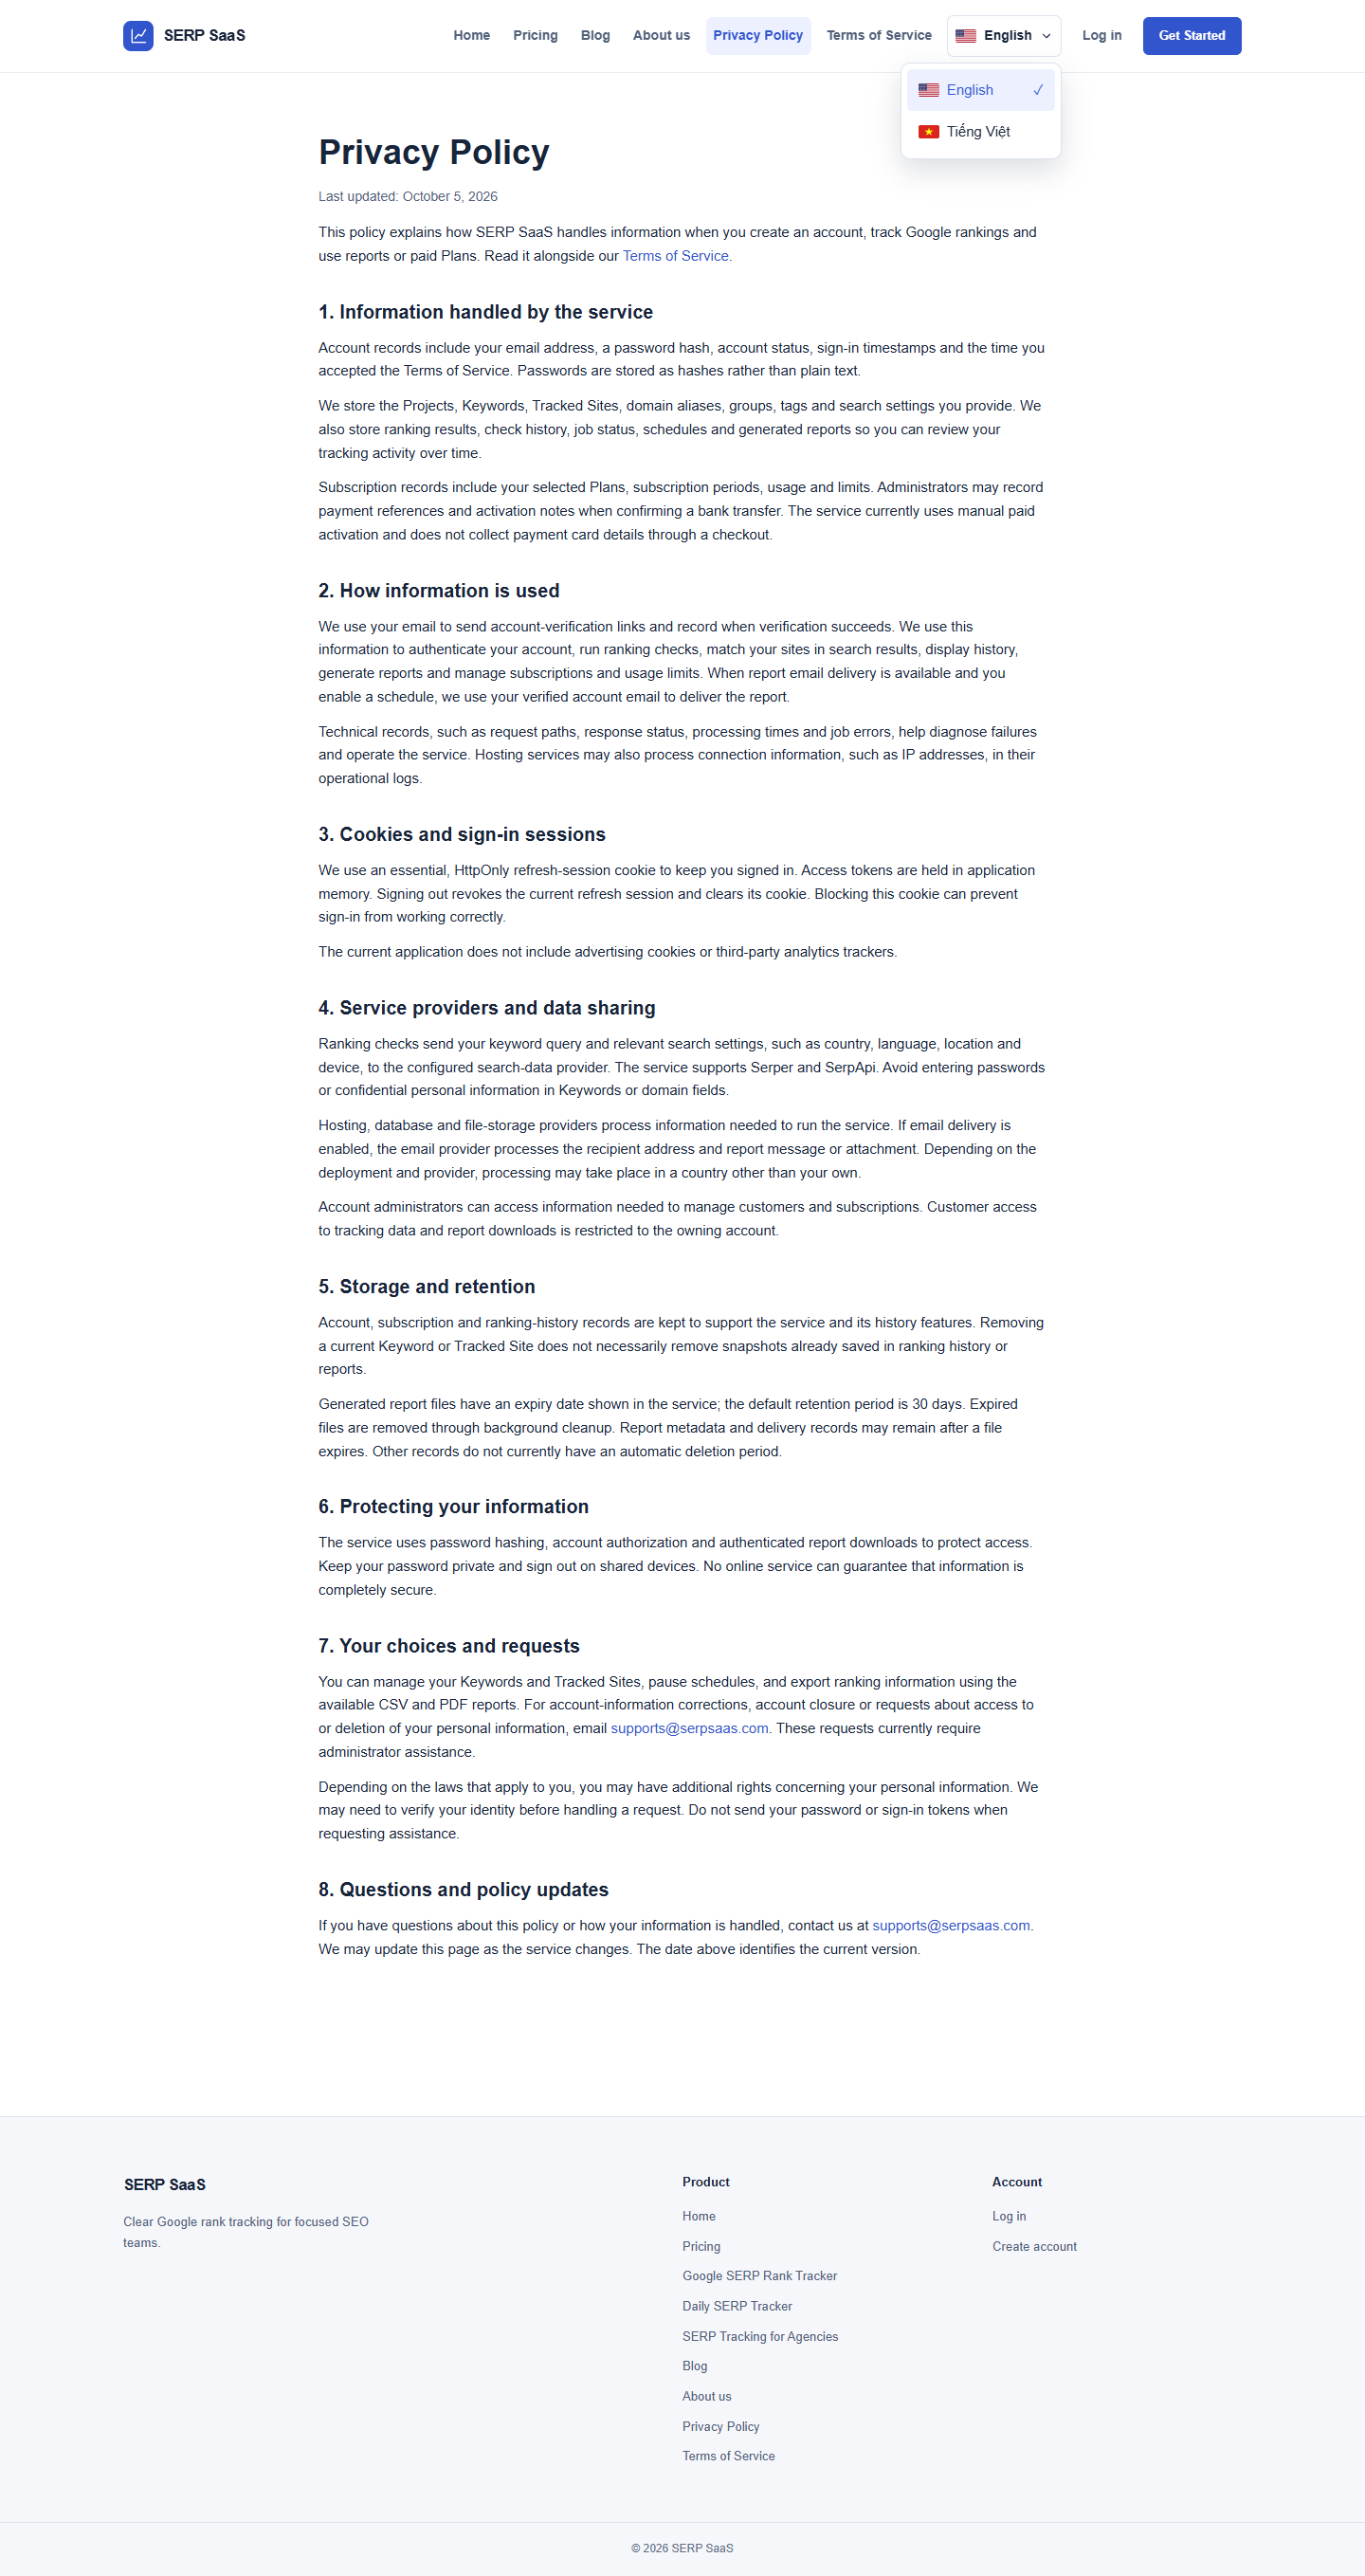 SERP SaaS
Home
Pricing
Blog
About us
Privacy Policy
Terms of Service
English
Log in
Get Started
English
Tiếng Việt
Privacy Policy
Last updated: October 5, 2026
This policy explains how SERP SaaS handles information when you create an account, track Google rankings and
use reports or paid Plans. Read it alongside our Terms of Service.
1. Information handled by the service
Account records include your email address, a password hash, account status, sign-in timestamps and the time you
accepted the Terms of Service. Passwords are stored as hashes rather than plain text.
We store the Projects, Keywords, Tracked Sites, domain aliases, groups, tags and search settings you provide. We
also store ranking results, check history, job status, schedules and generated reports so you can review your
tracking activity over time.
Subscription records include your selected Plans, subscription periods, usage and limits. Administrators may record
payment references and activation notes when confirming a bank transfer. The service currently uses manual paid
activation and does not collect payment card details through a checkout.
2. How information is used
We use your email to send account-verification links and record when verification succeeds. We use this
information to authenticate your account, run ranking checks, match your sites in search results, display history,
generate reports and manage subscriptions and usage limits. When report email delivery is available and you
enable a schedule, we use your verified account email to deliver the report.
Technical records, such as request paths, response status, processing times and job errors, help diagnose failures
and operate the service. Hosting services may also process connection information, such as IP addresses, in their
operational logs.
3. Cookies and sign-in sessions
We use an essential, HttpOnly refresh-session cookie to keep you signed in. Access tokens are held in application
memory. Signing out revokes the current refresh session and clears its cookie. Blocking this cookie can prevent
sign-in from working correctly.
The current application does not include advertising cookies or third-party analytics trackers.
4. Service providers and data sharing
Ranking checks send your keyword query and relevant search settings, such as country, language, location and
device, to the configured search-data provider. The service supports Serper and SerpApi. Avoid entering passwords
or confidential personal information in Keywords or domain fields.
Hosting, database and file-storage providers process information needed to run the service. If email delivery is
enabled, the email provider processes the recipient address and report message or attachment. Depending on the
deployment and provider, processing may take place in a country other than your own.
Account administrators can access information needed to manage customers and subscriptions. Customer access
to tracking data and report downloads is restricted to the owning account.
5. Storage and retention
Account, subscription and ranking-history records are kept to support the service and its history features. Removing
a current Keyword or Tracked Site does not necessarily remove snapshots already saved in ranking history or
reports.
Generated report files have an expiry date shown in the service; the default retention period is 30 days. Expired
files are removed through background cleanup. Report metadata and delivery records may remain after a file
expires. Other records do not currently have an automatic deletion period.
6. Protecting your information
The service uses password hashing, account authorization and authenticated report downloads to protect access.
Keep your password private and sign out on shared devices. No online service can guarantee that information is
completely secure.
7. Your choices and requests
You can manage your Keywords and Tracked Sites, pause schedules, and export ranking information using the
available CSV and PDF reports. For account-information corrections, account closure or requests about access to
or deletion of your personal information, email supports@serpsaas.com. These requests currently require
administrator assistance.
Depending on the laws that apply to you, you may have additional rights concerning your personal information. We
may need to verify your identity before handling a request. Do not send your password or sign-in tokens when
requesting assistance.
8. Questions and policy updates
If you have questions about this policy or how your information is handled, contact us at supports@serpsaas.com.
We may update this page as the service changes. The date above identifies the current version.
SERP SaaS
Clear Google rank tracking for focused SEO
teams.
Product
Home
Pricing
Google SERP Rank Tracker
Daily SERP Tracker
SERP Tracking for Agencies
Blog
About us
Privacy Policy
Terms of Service
Account
Log in
Create account
© 2026 SERP SaaS